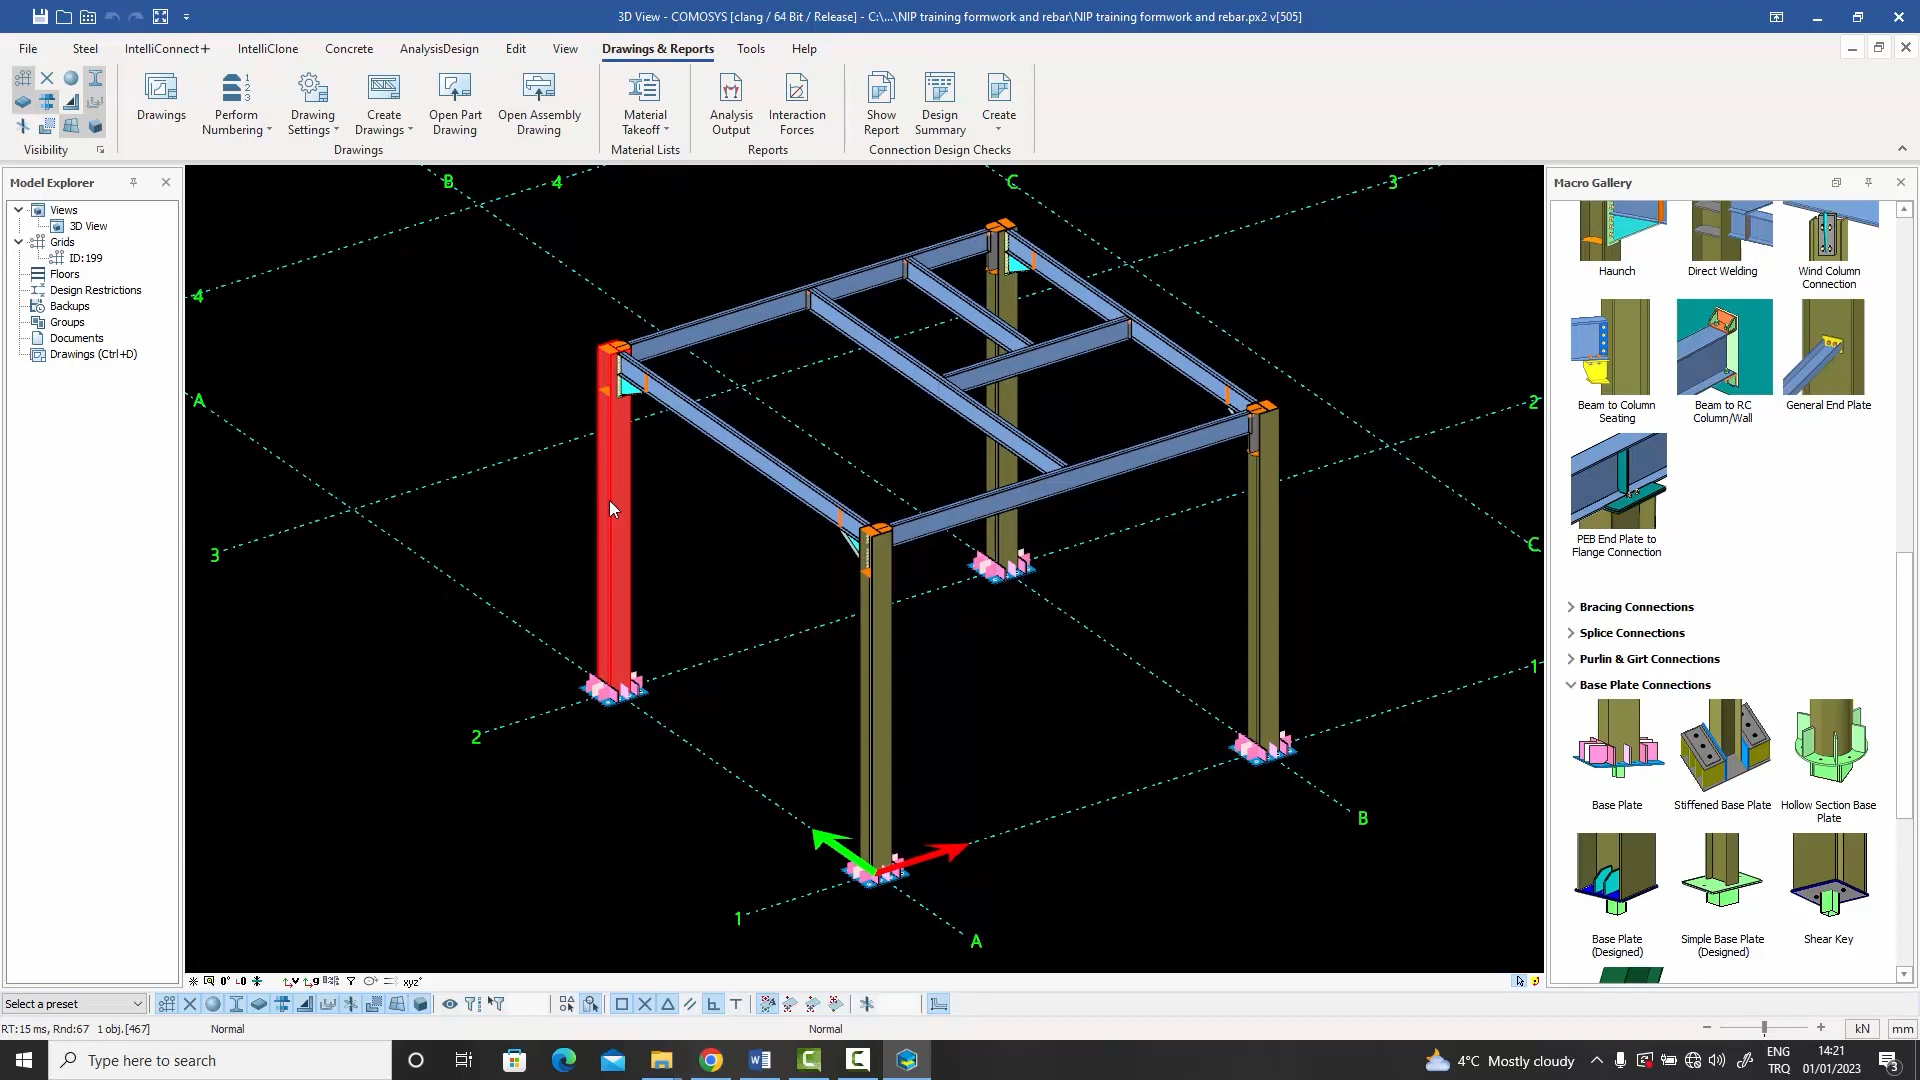 3D View - COMOSYS [clang / 64 Bit / Release] - C:\...\NIP training formwork and rebar\NIP training formwork and rebar.px2 v[505]
File Steel IntelliConnect+ IntelliClone Concrete AnalysisDesign Edit View Drawings & Reports Tools Help
Drawings
Perform Numbering
Drawing Settings
Create Drawings
Open Part Drawing
Open Assembly Drawing
Material Takeoff
Analysis Output
Interaction Forces
Show Report
Design Summary
Create
Visibility Drawings Material Lists Reports Connection Design Checks
Model Explorer
Views
3D View
Grids
ID:199
Floors
Design Restrictions
Backups
Groups
Documents
Drawings (Ctrl+D)
B 4 C 3
4
A
2
3
C
1
2
B
1
A
Macro Gallery
Haunch
Direct Welding
Wind Column Connection
Beam to Column Seating
Beam to RC Column/Wall
General End Plate
PEB End Plate to Flange Connection
Bracing Connections
Splice Connections
Purlin & Girt Connections
Base Plate Connections
Base Plate
Stiffened Base Plate
Hollow Section Base Plate
Base Plate (Designed)
Simple Base Plate (Designed)
Shear Key
Select a preset
RT:15 ms, Rnd:67 1 obj.[467] Normal Normal kN mm
Type here to search
4°C Mostly cloudy
ENG
TRQ
14:21
01/01/2023
3